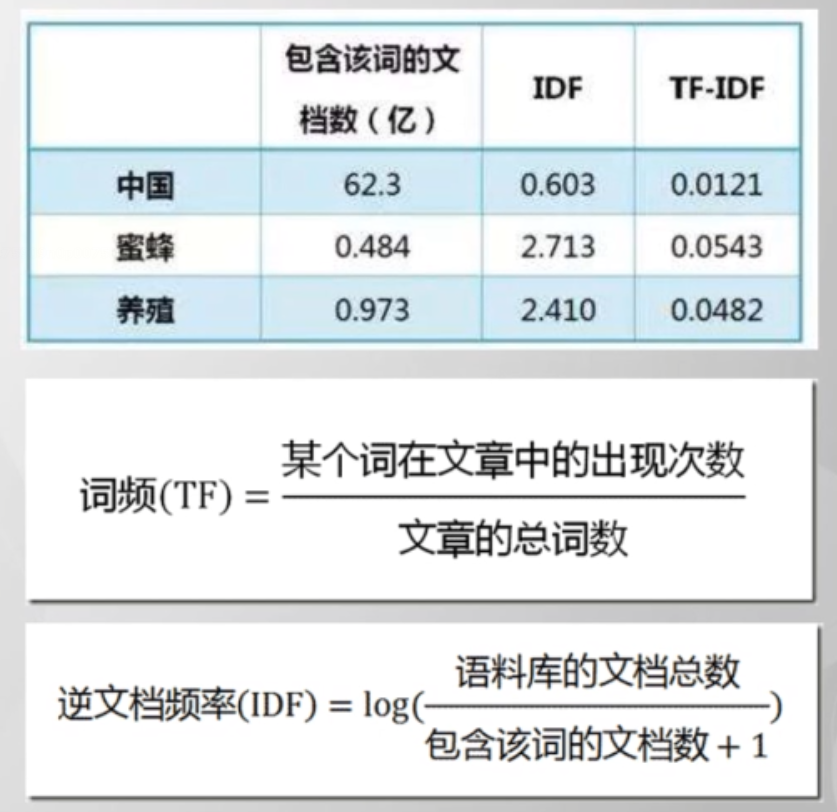 包含该词的文档数（亿） IDF TF-IDF
中国 62.3 0.603 0.0121
蜜蜂 0.484 2.713 0.0543
养殖 0.973 2.410 0.0482
词频(TF) = 某个词在文章中的出现次数 / 文章的总词数
逆文档频率(IDF) = log(语料库的文档总数 / 包含该词的文档数 + 1)